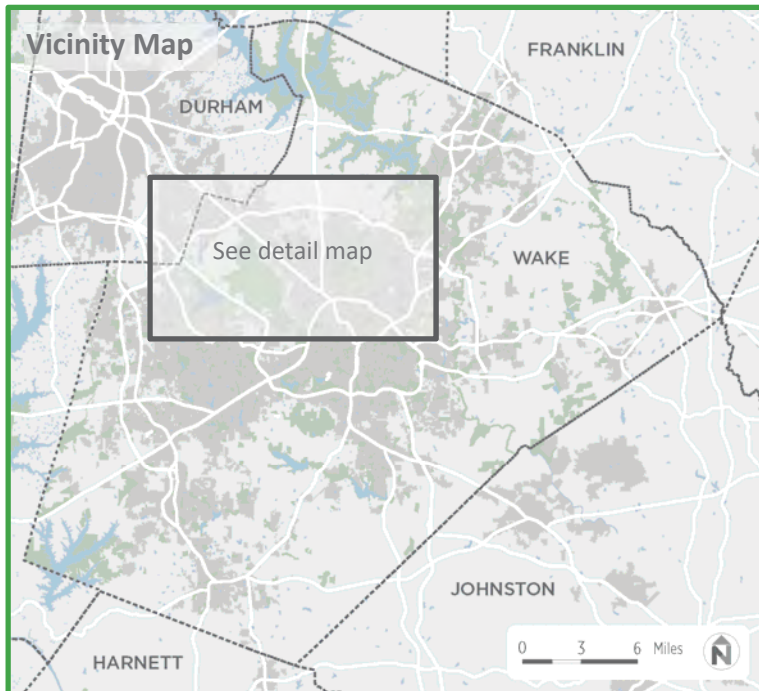 Vicinity Map
FRANKLIN
DURHAM
See detail map
WAKE
JOHNSTON
0 3 6 Miles
N
HARNETT